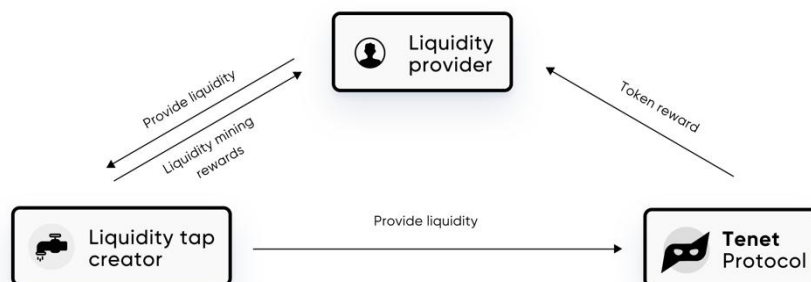 Liquidity
provider
Provide liquidity
Liquidity mining
rewards
Token reward
Liquidity tap
creator
Provide liquidity
Tenet
Protocol